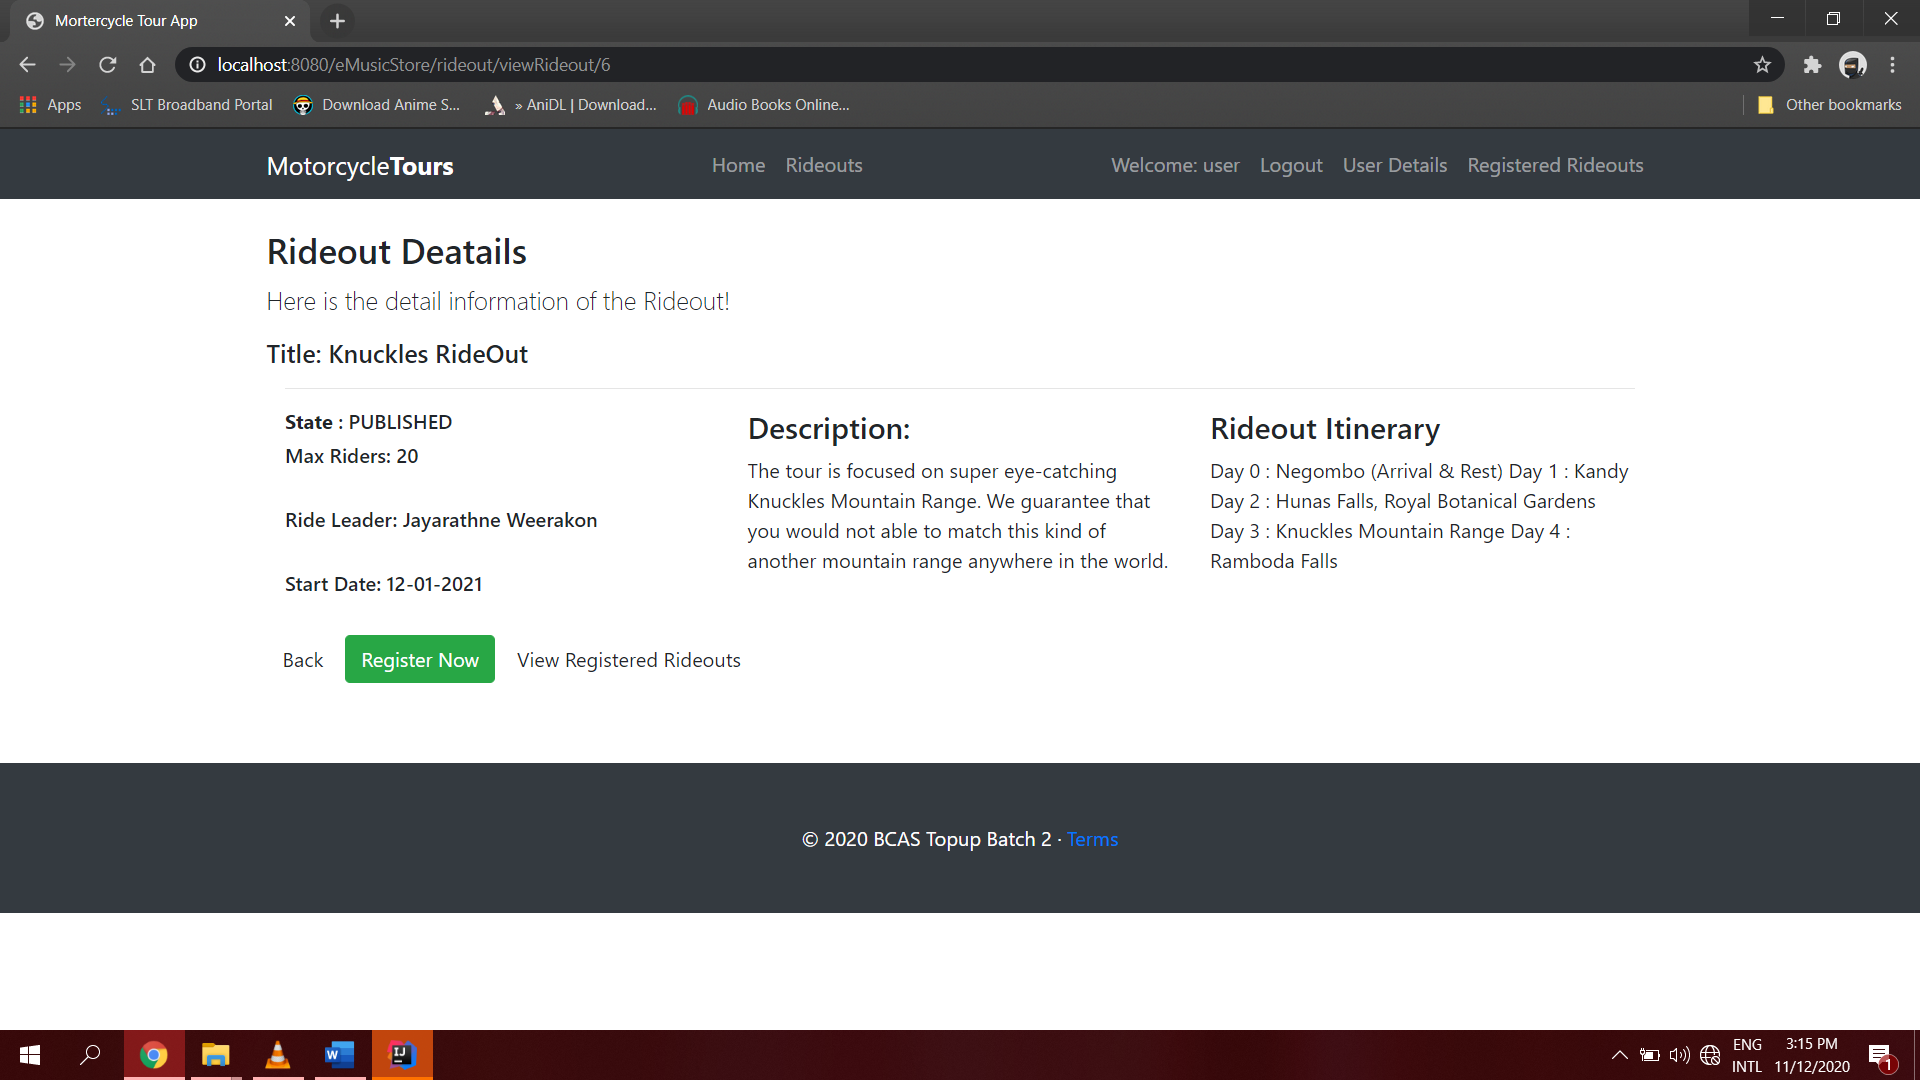 Mortercycle Tour App
localhost:8080/eMusicStore/rideout/viewRideout/6
Apps SLT Broadband Portal Download Anime S... » AniDL | Download... Audio Books Online... Other bookmarks
MotorcycleTours Home Rideouts Welcome: user Logout User Details Registered Rideouts
Rideout Deatails
Here is the detail information of the Rideout!
Title: Knuckles RideOut
State : PUBLISHED
Max Riders: 20
Ride Leader: Jayarathne Weerakon
Start Date: 12-01-2021
Description:
The tour is focused on super eye-catching
Knuckles Mountain Range. We guarantee that
you would not able to match this kind of
another mountain range anywhere in the world.
Rideout Itinerary
Day 0 : Negombo (Arrival & Rest) Day 1 : Kandy
Day 2 : Hunas Falls, Royal Botanical Gardens
Day 3 : Knuckles Mountain Range Day 4 :
Ramboda Falls
Back Register Now View Registered Rideouts
© 2020 BCAS Topup Batch 2 · Terms
ENG 3:15 PM
INTL 11/12/2020
1